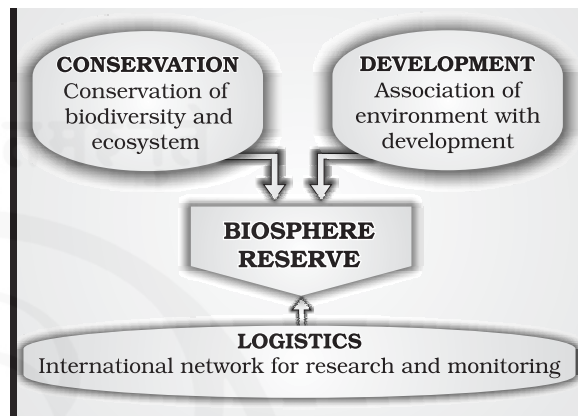 CONSERVATION
Conservation of
biodiversity and
ecosystem
DEVELOPMENT
Association of
environment with
development
BIOSPHERE
RESERVE
LOGISTICS
International network for research and monitoring